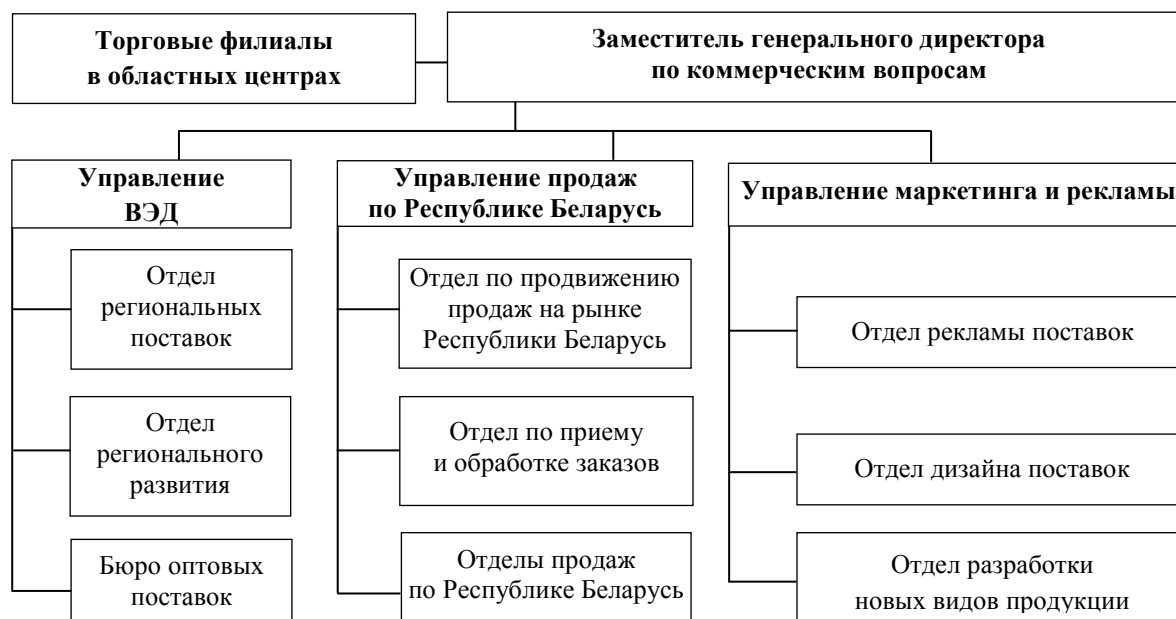 Торговые филиалы
в областных центрах
Заместитель генерального директора
по коммерческим вопросам
Управление
ВЭД
Управление продаж
по Республике Беларусь
Управление маркетинга и рекламы
Отдел
региональных
поставок
Отдел
регионального
развития
Бюро оптовых
поставок
Отдел по продвижению
продаж на рынке
Республики Беларусь
Отдел по приему
и обработке заказов
Отделы продаж
по Республике Беларусь
Отдел рекламы поставок
Отдел дизайна поставок
Отдел разработки
новых видов продукции